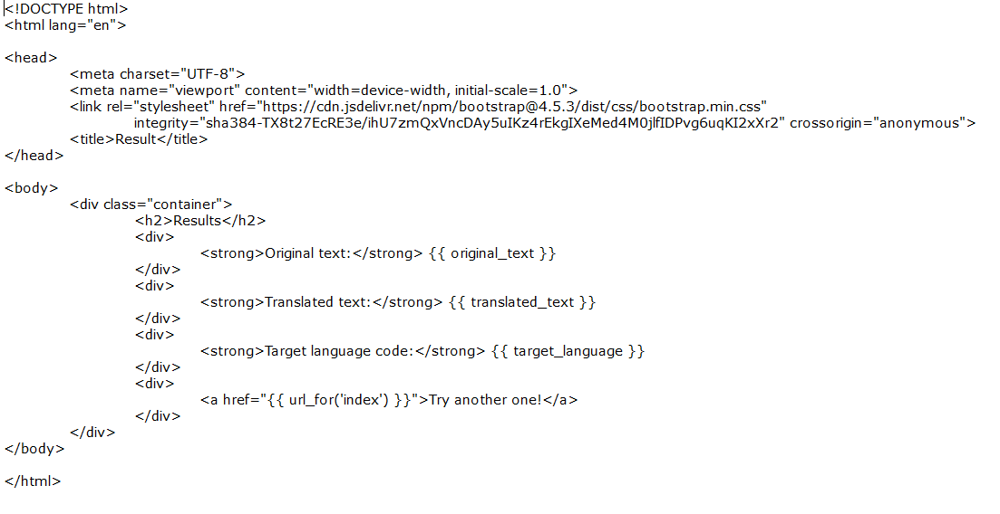 <!DOCTYPE html>
<html lang="en">
<head>
<meta charset="UTF-8">
<meta name="viewport" content="width=device-width, initial-scale=1.0">
<link rel="stylesheet" href="https://cdn.jsdelivr.net/npm/bootstrap@4.5.3/dist/css/bootstrap.min.css"
integrity="sha384-TX8t27EcRE3e/ihU7zmQxVncDAy5uIKz4rEkgIXeMed4M0jlfIDPvg6uqKI2xXr2" crossorigin="anonymous">
<title>Result</title>
</head>
<body>
<div class="container">
<h2>Results</h2>
<div>
<strong>Original text:</strong> {{ original_text }}
</div>
<div>
<strong>Translated text:</strong> {{ translated_text }}
</div>
<div>
<strong>Target language code:</strong> {{ target_language }}
</div>
<div>
<a href="{{ url_for('index') }}">Try another one!</a>
</div>
</div>
</body>
</html>